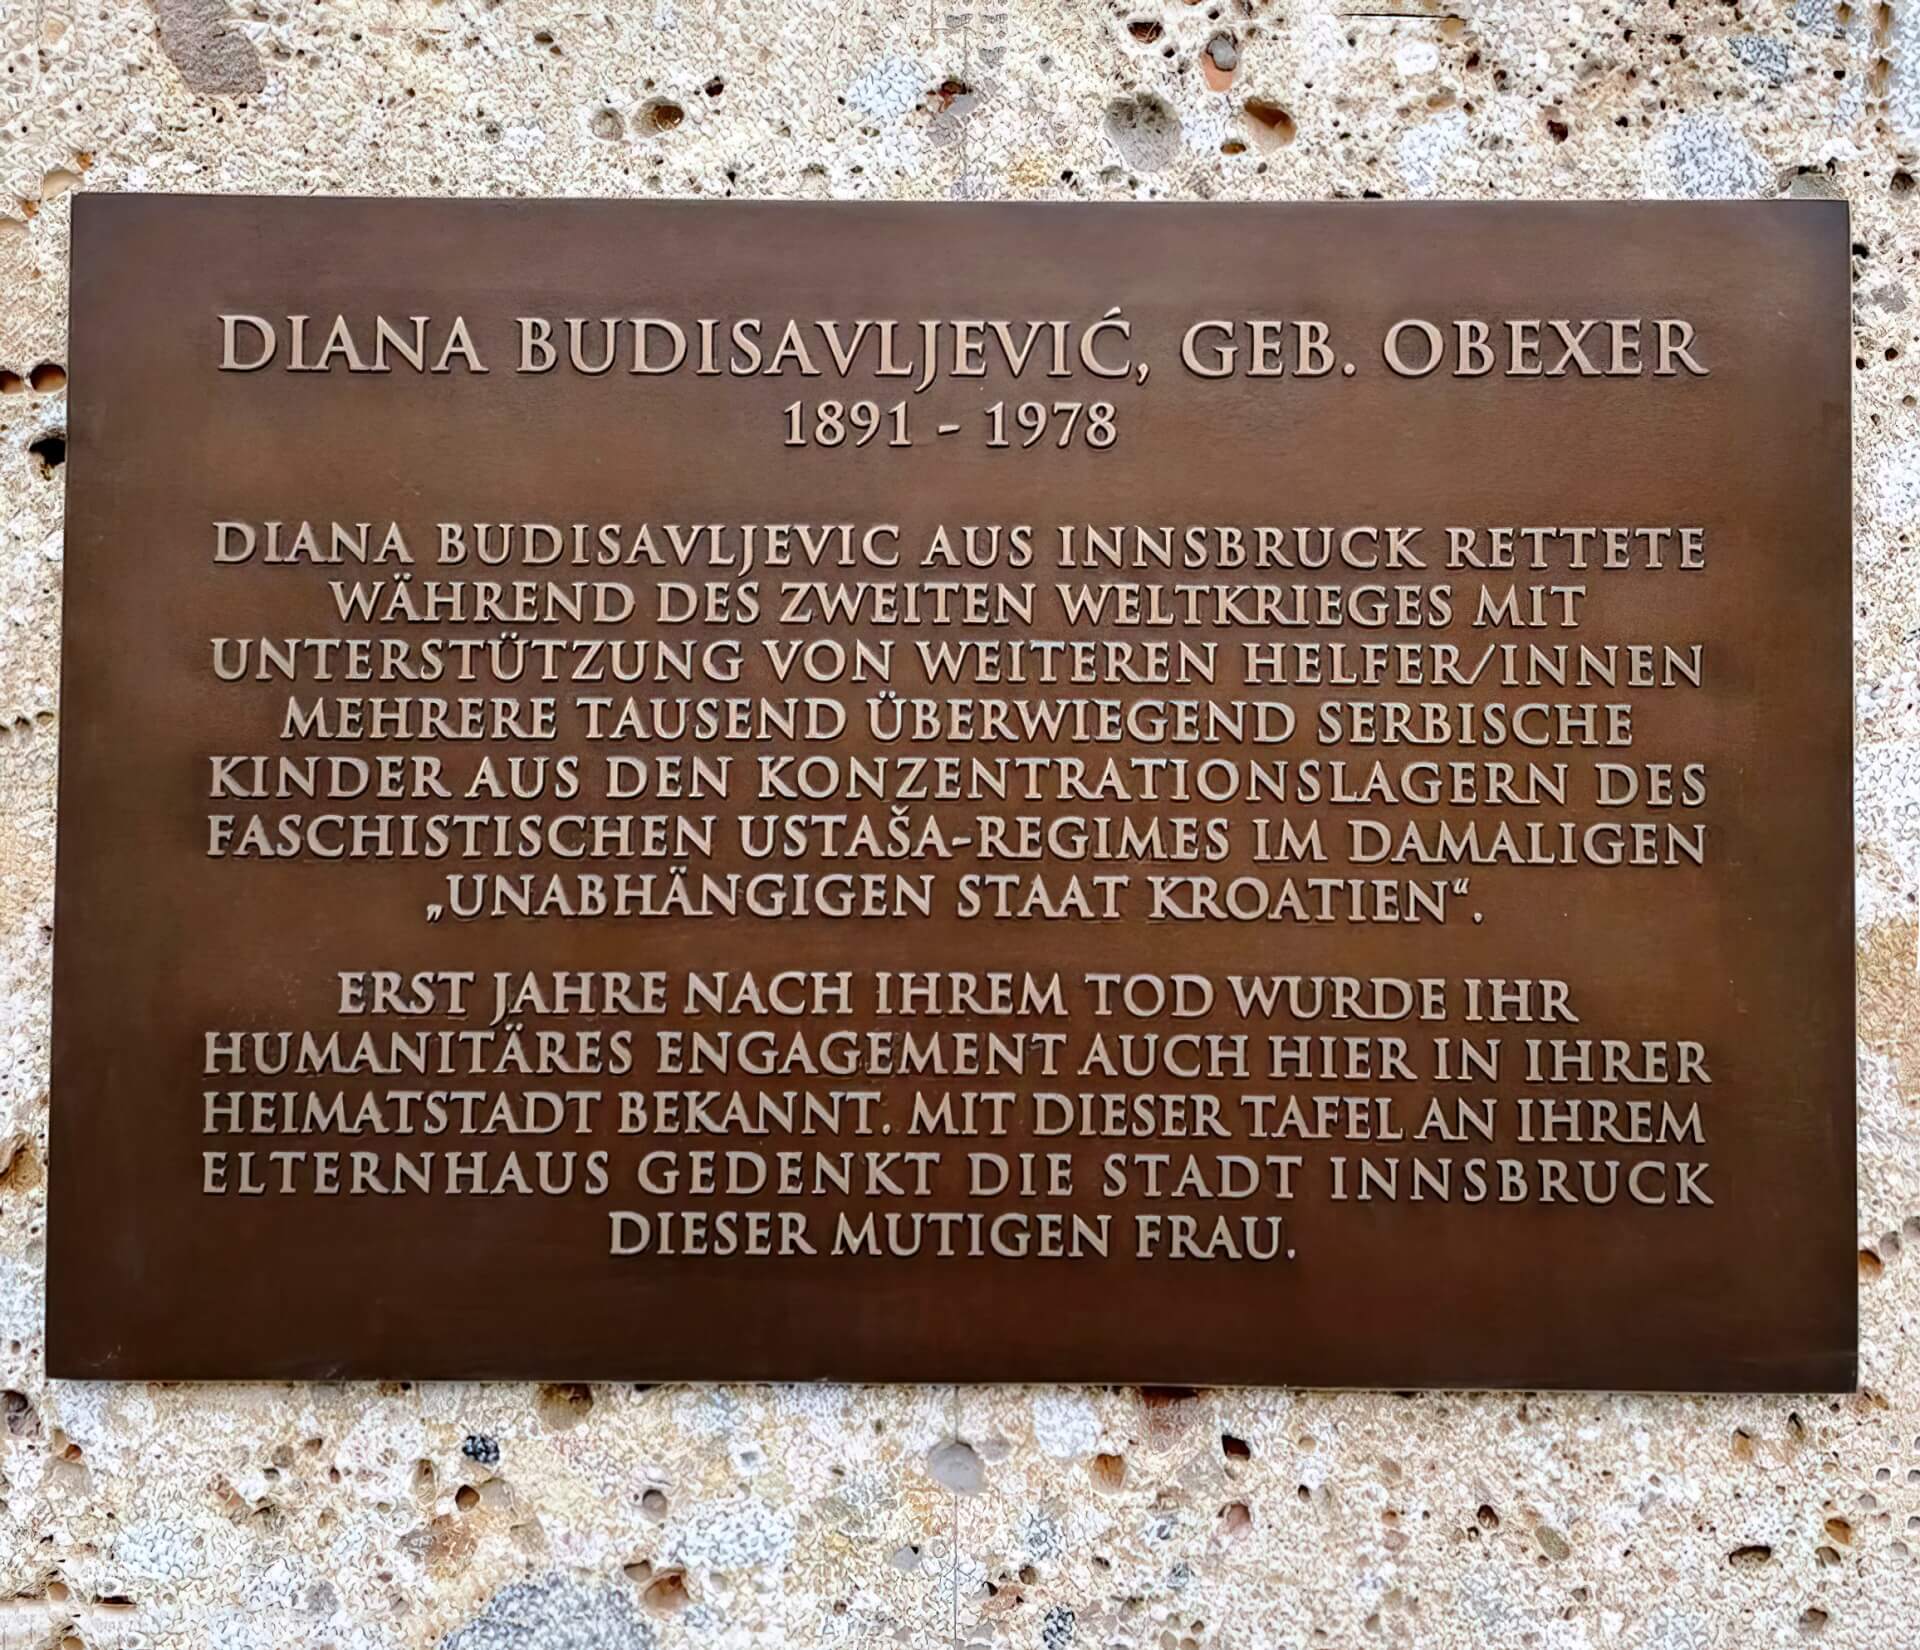 DIANA BUDISAVLJEVIĆ, GEB. OBEXER
1891 - 1978
DIANA BUDISAVLJEVIC AUS INNSBRUCK RETTETE
WÄHREND DES ZWEITEN WELTKRIEGES MIT
UNTERSTÜTZUNG VON WEITEREN HELFER/INNEN
MEHRERE TAUSEND ÜBERWIEGEND SERBISCHE
KINDER AUS DEN KONZENTRATIONSLAGERN DES
FASCHISTISCHEN USTAŠA-REGIMES IM DAMALIGEN
„UNABHÄNGIGEN STAAT KROATIEN“.
ERST JAHRE NACH IHREM TOD WURDE IHR
HUMANITÄRES ENGAGEMENT AUCH HIER IN IHRER
HEIMATSTADT BEKANNT. MIT DIESER TAFEL AN IHREM
ELTERNHAUS GEDENKT DIE STADT INNSBRUCK
DIESER MUTIGEN FRAU.